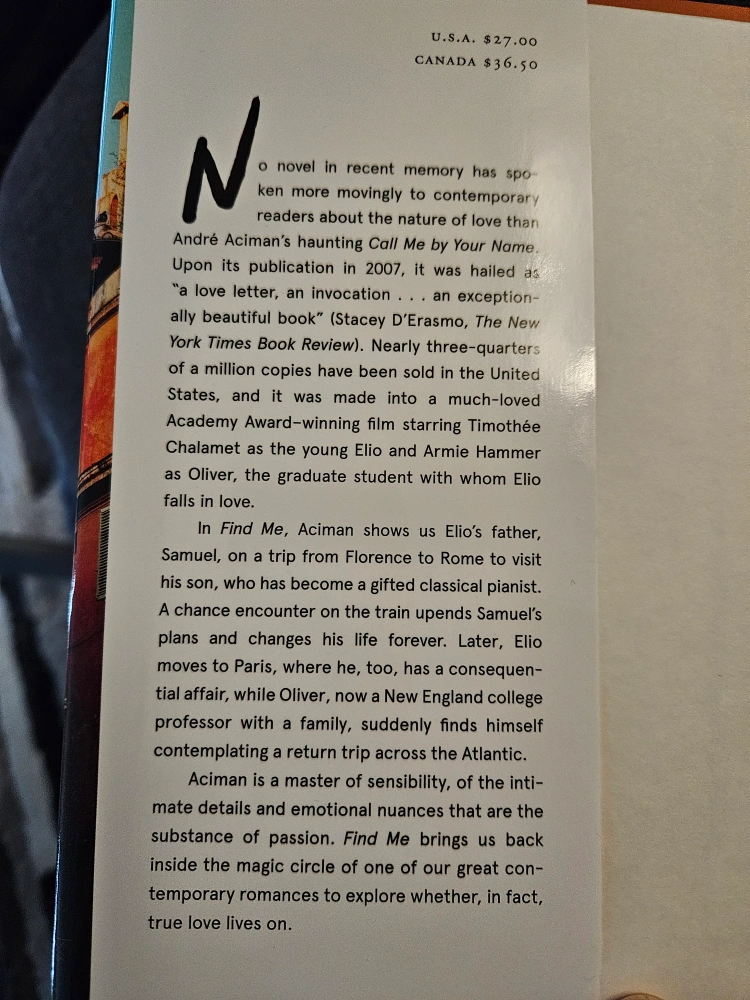 U.S.A. $27.00
CANADA $36.50
No novel in recent memory has spo-
ken more movingly to contemporary
readers about the nature of love than
André Aciman's haunting Call Me by Your Name.
Upon its publication in 2007, it was hailed as
"a love letter, an invocation . . . an exception-
ally beautiful book" (Stacey D'Erasmo, The New
York Times Book Review). Nearly three-quarters
of a million copies have been sold in the United
States, and it was made into a much-loved
Academy Award–winning film starring Timothée
Chalamet as the young Elio and Armie Hammer
as Oliver, the graduate student with whom Elio
falls in love.
In Find Me, Aciman shows us Elio's father,
Samuel, on a trip from Florence to Rome to visit
his son, who has become a gifted classical pianist.
A chance encounter on the train upends Samuel's
plans and changes his life forever. Later, Elio
moves to Paris, where he, too, has a consequen-
tial affair, while Oliver, now a New England college
professor with a family, suddenly finds himself
contemplating a return trip across the Atlantic.
Aciman is a master of sensibility, of the inti-
mate details and emotional nuances that are the
substance of passion. Find Me brings us back
inside the magic circle of one of our great con-
temporary romances to explore whether, in fact,
true love lives on.